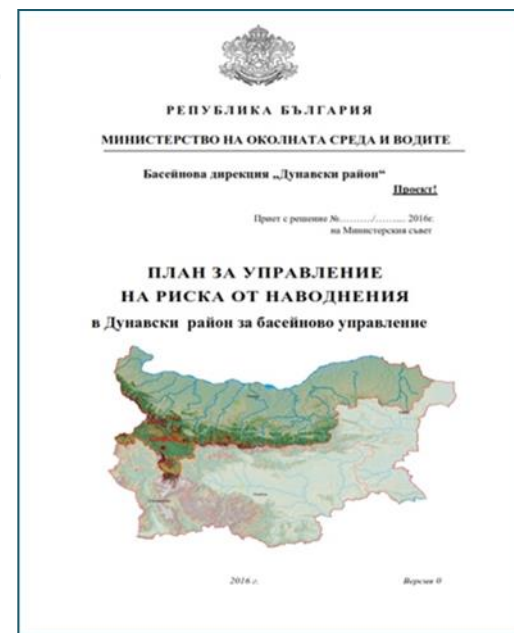 РЕПУБЛИКА БЪЛГАРИЯ
МИНИСТЕРСТВО НА ОКОЛНАТА СРЕДА И ВОДИТЕ
Басейнова дирекция „Дунавски район“
Проект!
Приет с решение №........../........... 2016г.
на Министерския съвет
ПЛАН ЗА УПРАВЛЕНИЕ
НА РИСКА ОТ НАВОДНЕНИЯ
в Дунавски район за басейново управление
2016 г. Версия 0